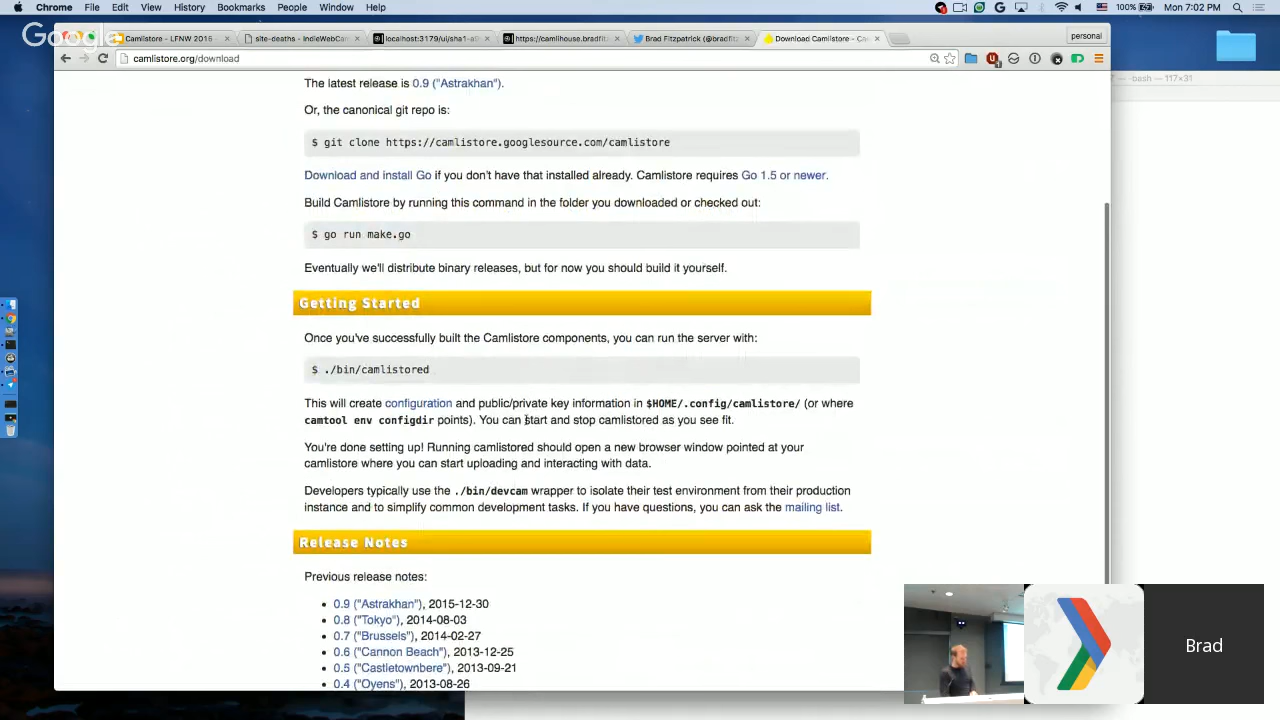 Chrome File Edit View History Bookmarks People Window Help
100% Mon 7:02 PM
Google
Camlistore - LFNW 2016
site-deaths - IndieWebCam
localhost:3179/ui/sha1-a
https://camlihouse.bradfit
Brad Fitzpatrick (@bradfitz
Download Camlistore - Ca
personal
camlistore.org/download
-bash — 117×31
The latest release is 0.9 ("Astrakhan").
Or, the canonical git repo is:
$ git clone https://camlistore.googlesource.com/camlistore
Download and install Go if you don't have that installed already. Camlistore requires Go 1.5 or newer.
Build Camlistore by running this command in the folder you downloaded or checked out:
$ go run make.go
Eventually we'll distribute binary releases, but for now you should build it yourself.
Getting Started
Once you've successfully built the Camlistore components, you can run the server with:
$ ./bin/camlistored
This will create configuration and public/private key information in $HOME/.config/camlistore/ (or where
camtool env configdir points). You can start and stop camlistored as you see fit.
You're done setting up! Running camlistored should open a new browser window pointed at your
camlistore where you can start uploading and interacting with data.
Developers typically use the ./bin/devcam wrapper to isolate their test environment from their production
instance and to simplify common development tasks. If you have questions, you can ask the mailing list.
Release Notes
Previous release notes:
• 0.9 ("Astrakhan"), 2015-12-30
• 0.8 ("Tokyo"), 2014-08-03
• 0.7 ("Brussels"), 2014-02-27
• 0.6 ("Cannon Beach"), 2013-12-25
• 0.5 ("Castletownbere"), 2013-09-21
• 0.4 ("Oyens"), 2013-08-26
Brad